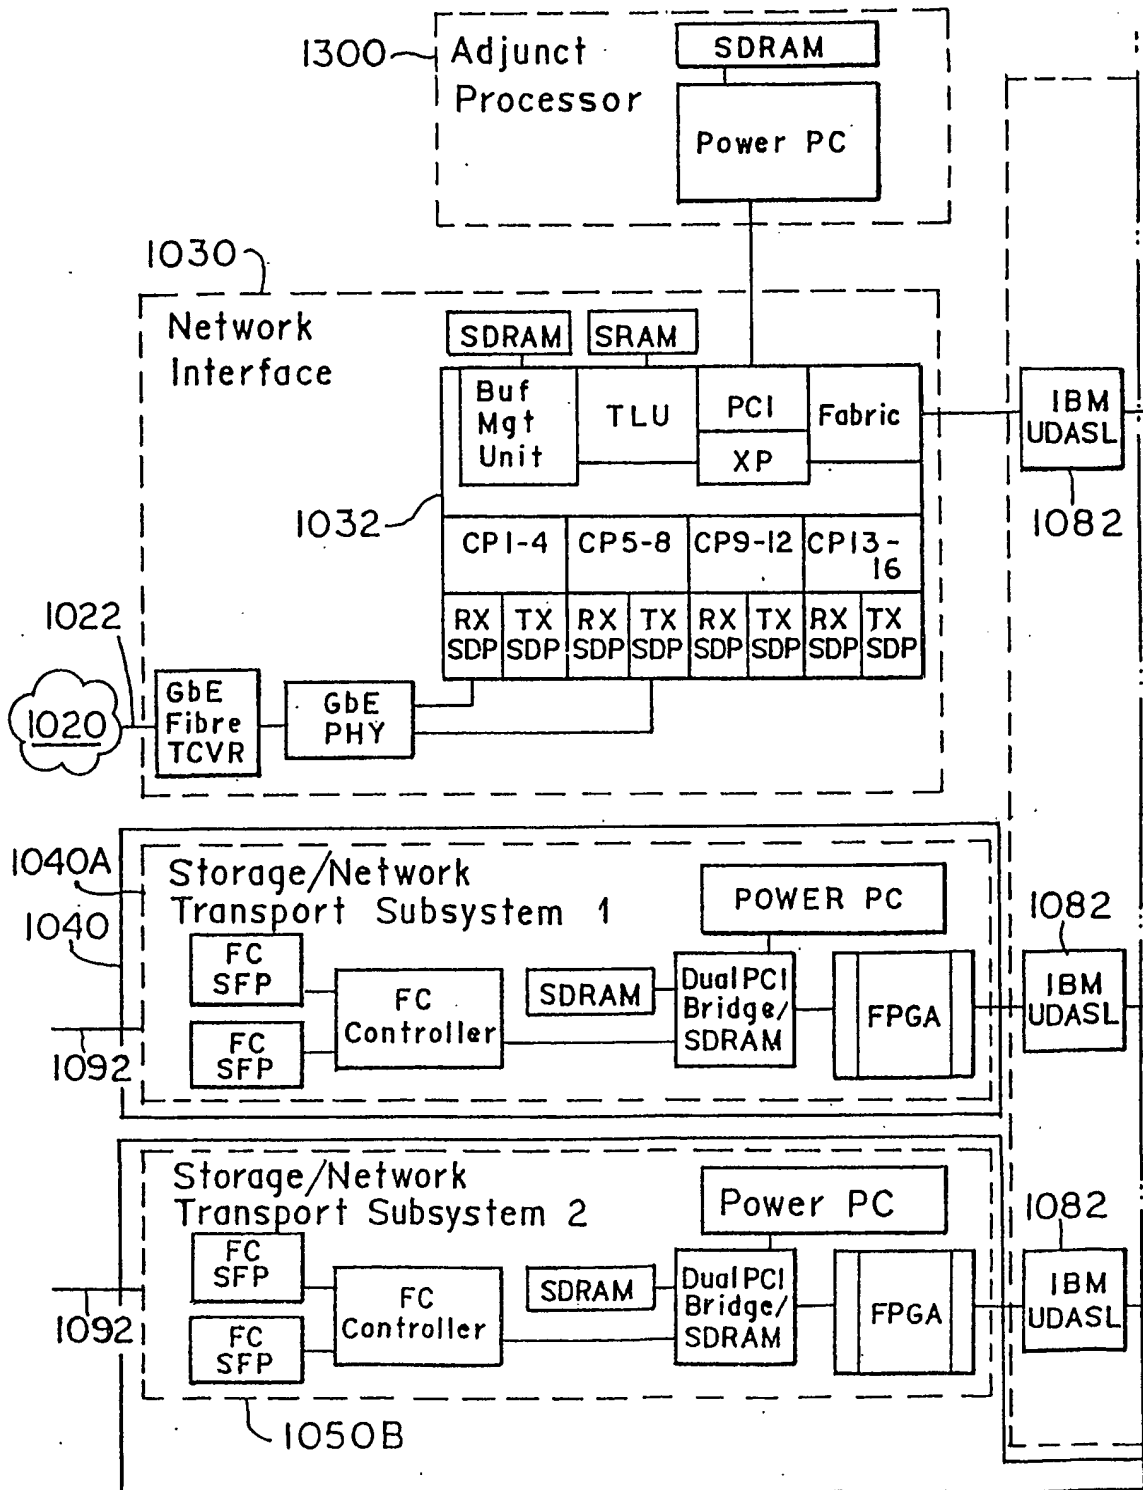 1300
Adjunct
Processor
SDRAM
Power PC
1030
Network
Interface
SDRAM
SRAM
Buf
Mgt
Unit
TLU
PCI
XP
Fabric
IBM
UDASL
1082
1032
CP1-4
CP5-8
CP9-12
CP13-
16
RX
SDP
TX
SDP
RX
SDP
TX
SDP
RX
SDP
TX
SDP
RX
SDP
TX
SDP
1022
1020
GbE
Fibre
TCVR
GbE
PHY
1040A
1040
Storage/Network
Transport Subsystem 1
POWER PC
FC
SFP
FC
SFP
FC
Controller
SDRAM
Dual PCI
Bridge/
SDRAM
FPGA
1082
IBM
UDASL
1092
Storage/Network
Transport Subsystem 2
Power PC
FC
SFP
FC
SFP
FC
Controller
SDRAM
Dual PCI
Bridge/
SDRAM
FPGA
1082
IBM
UDASL
1092
1050B